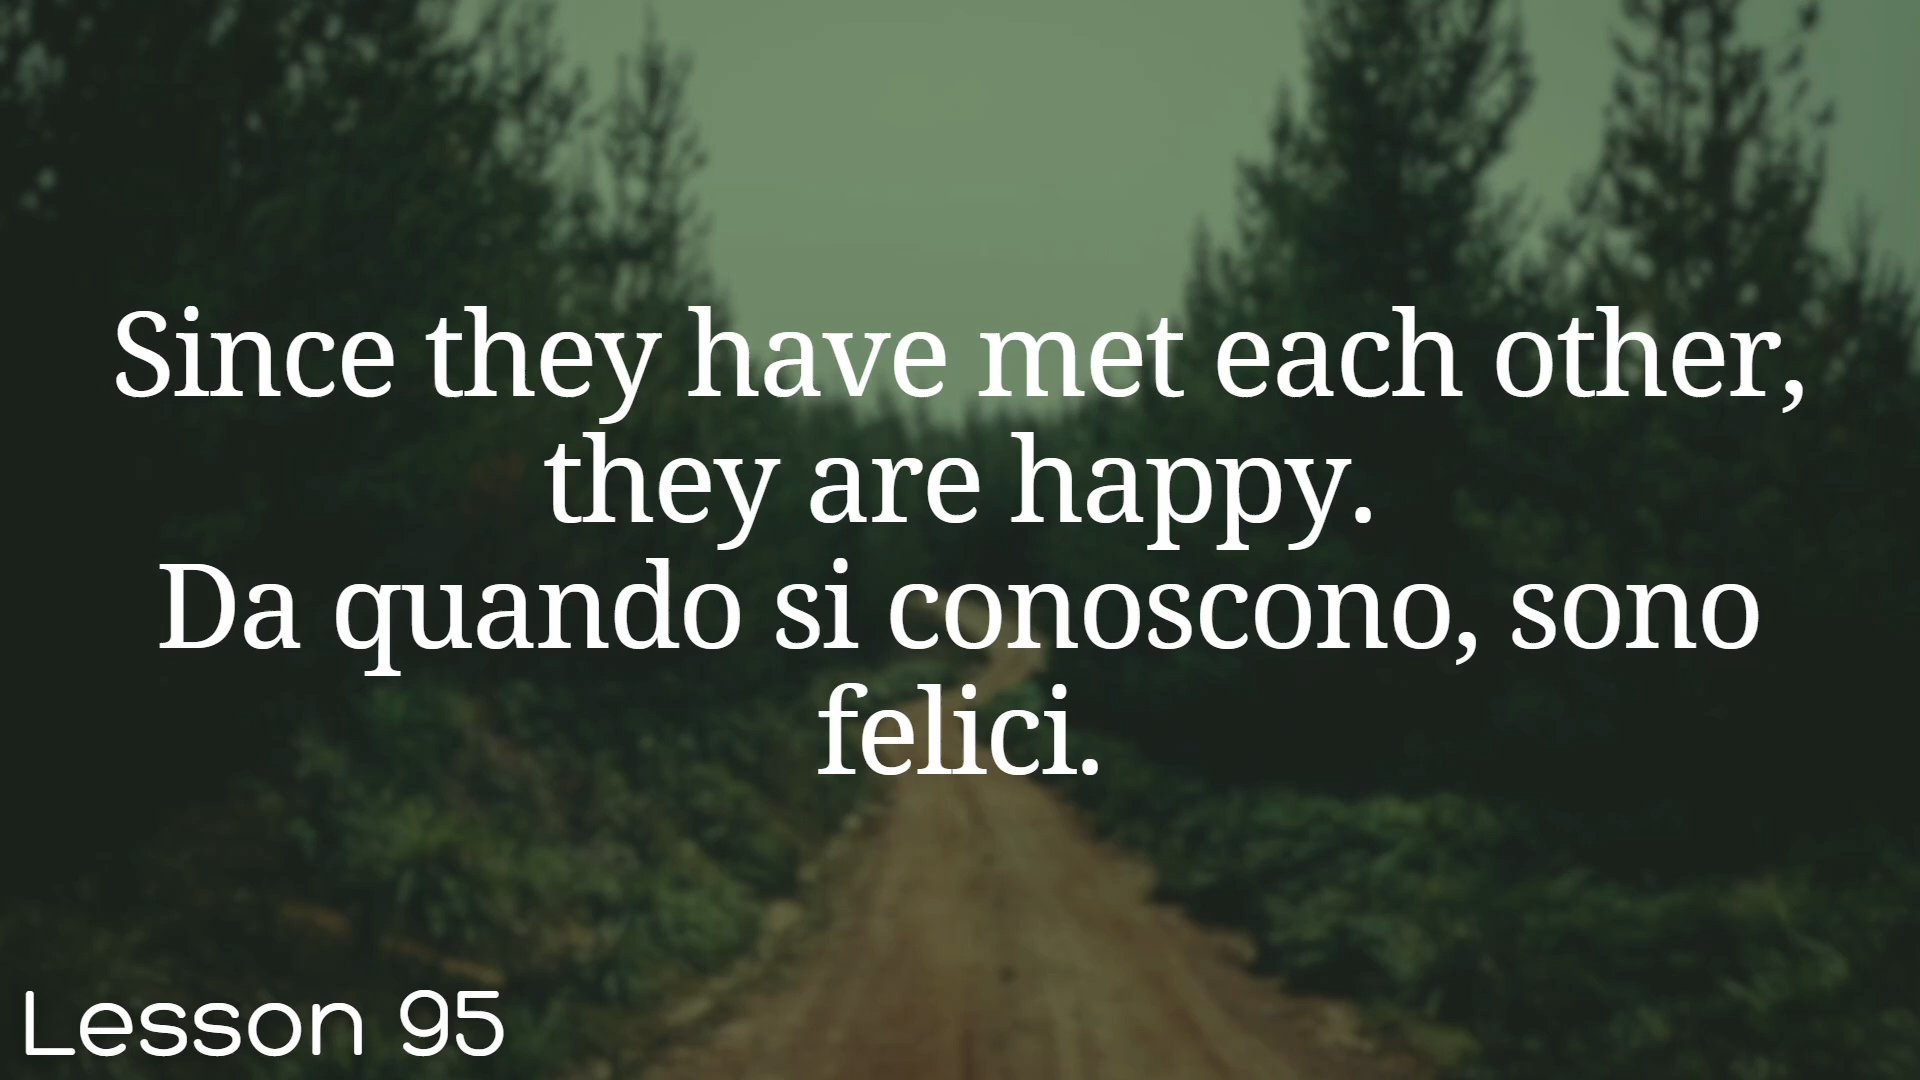 Since they have met each other,
they are happy.
Da quando si conoscono, sono
felici.
Lesson 95